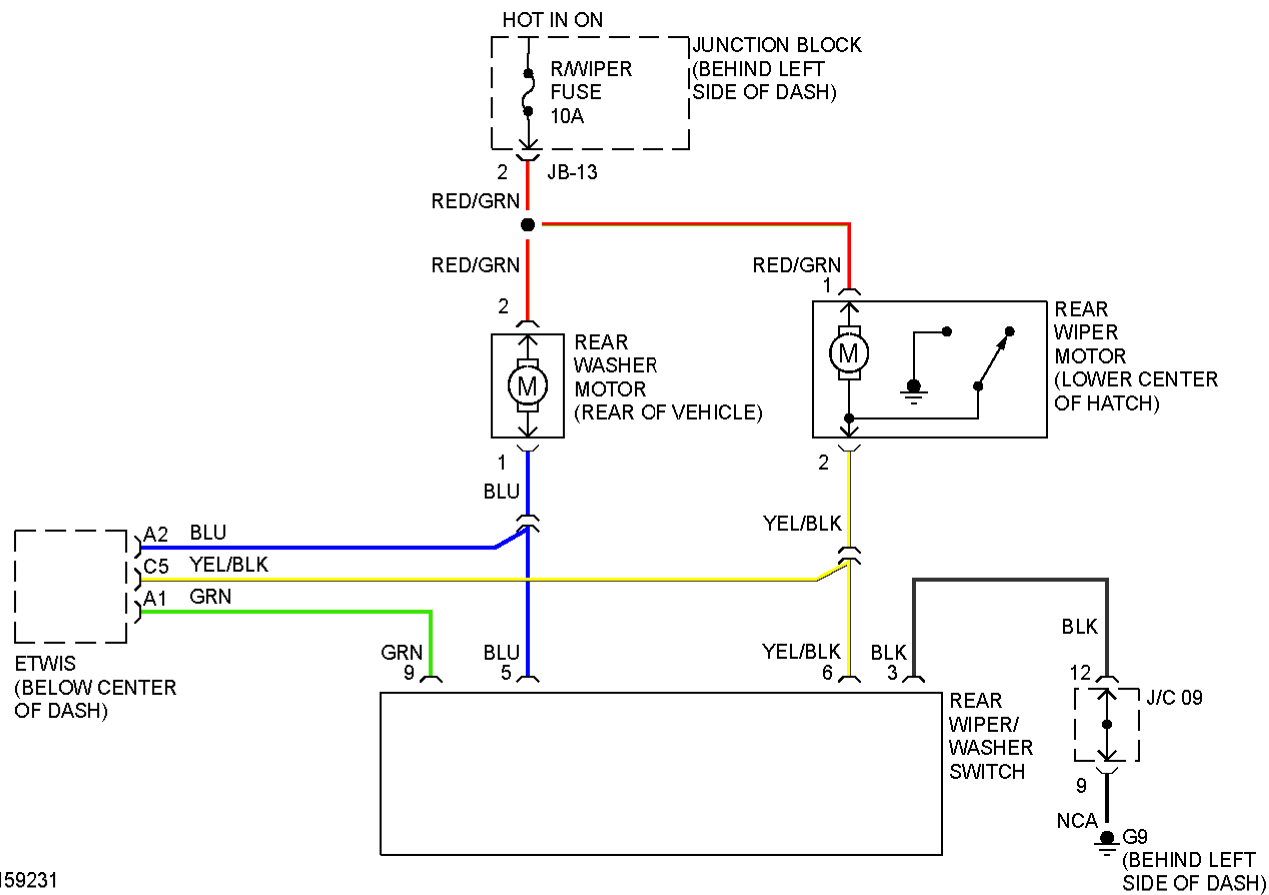 HOT IN ON
R/WIPER
FUSE
10A
JUNCTION BLOCK
(BEHIND LEFT
SIDE OF DASH)
2
JB-13
RED/GRN
RED/GRN
RED/GRN
2
1
REAR
WASHER
MOTOR
(REAR OF VEHICLE)
M
M
REAR
WIPER
MOTOR
(LOWER CENTER
OF HATCH)
1
BLU
2
YEL/BLK
A2
BLU
C5
YEL/BLK
A1
GRN
ETWIS
(BELOW CENTER
OF DASH)
GRN
9
BLU
5
YEL/BLK
6
BLK
3
BLK
12
J/C 09
REAR
WIPER/
WASHER
SWITCH
9
NCA
G9
(BEHIND LEFT
SIDE OF DASH)
159231